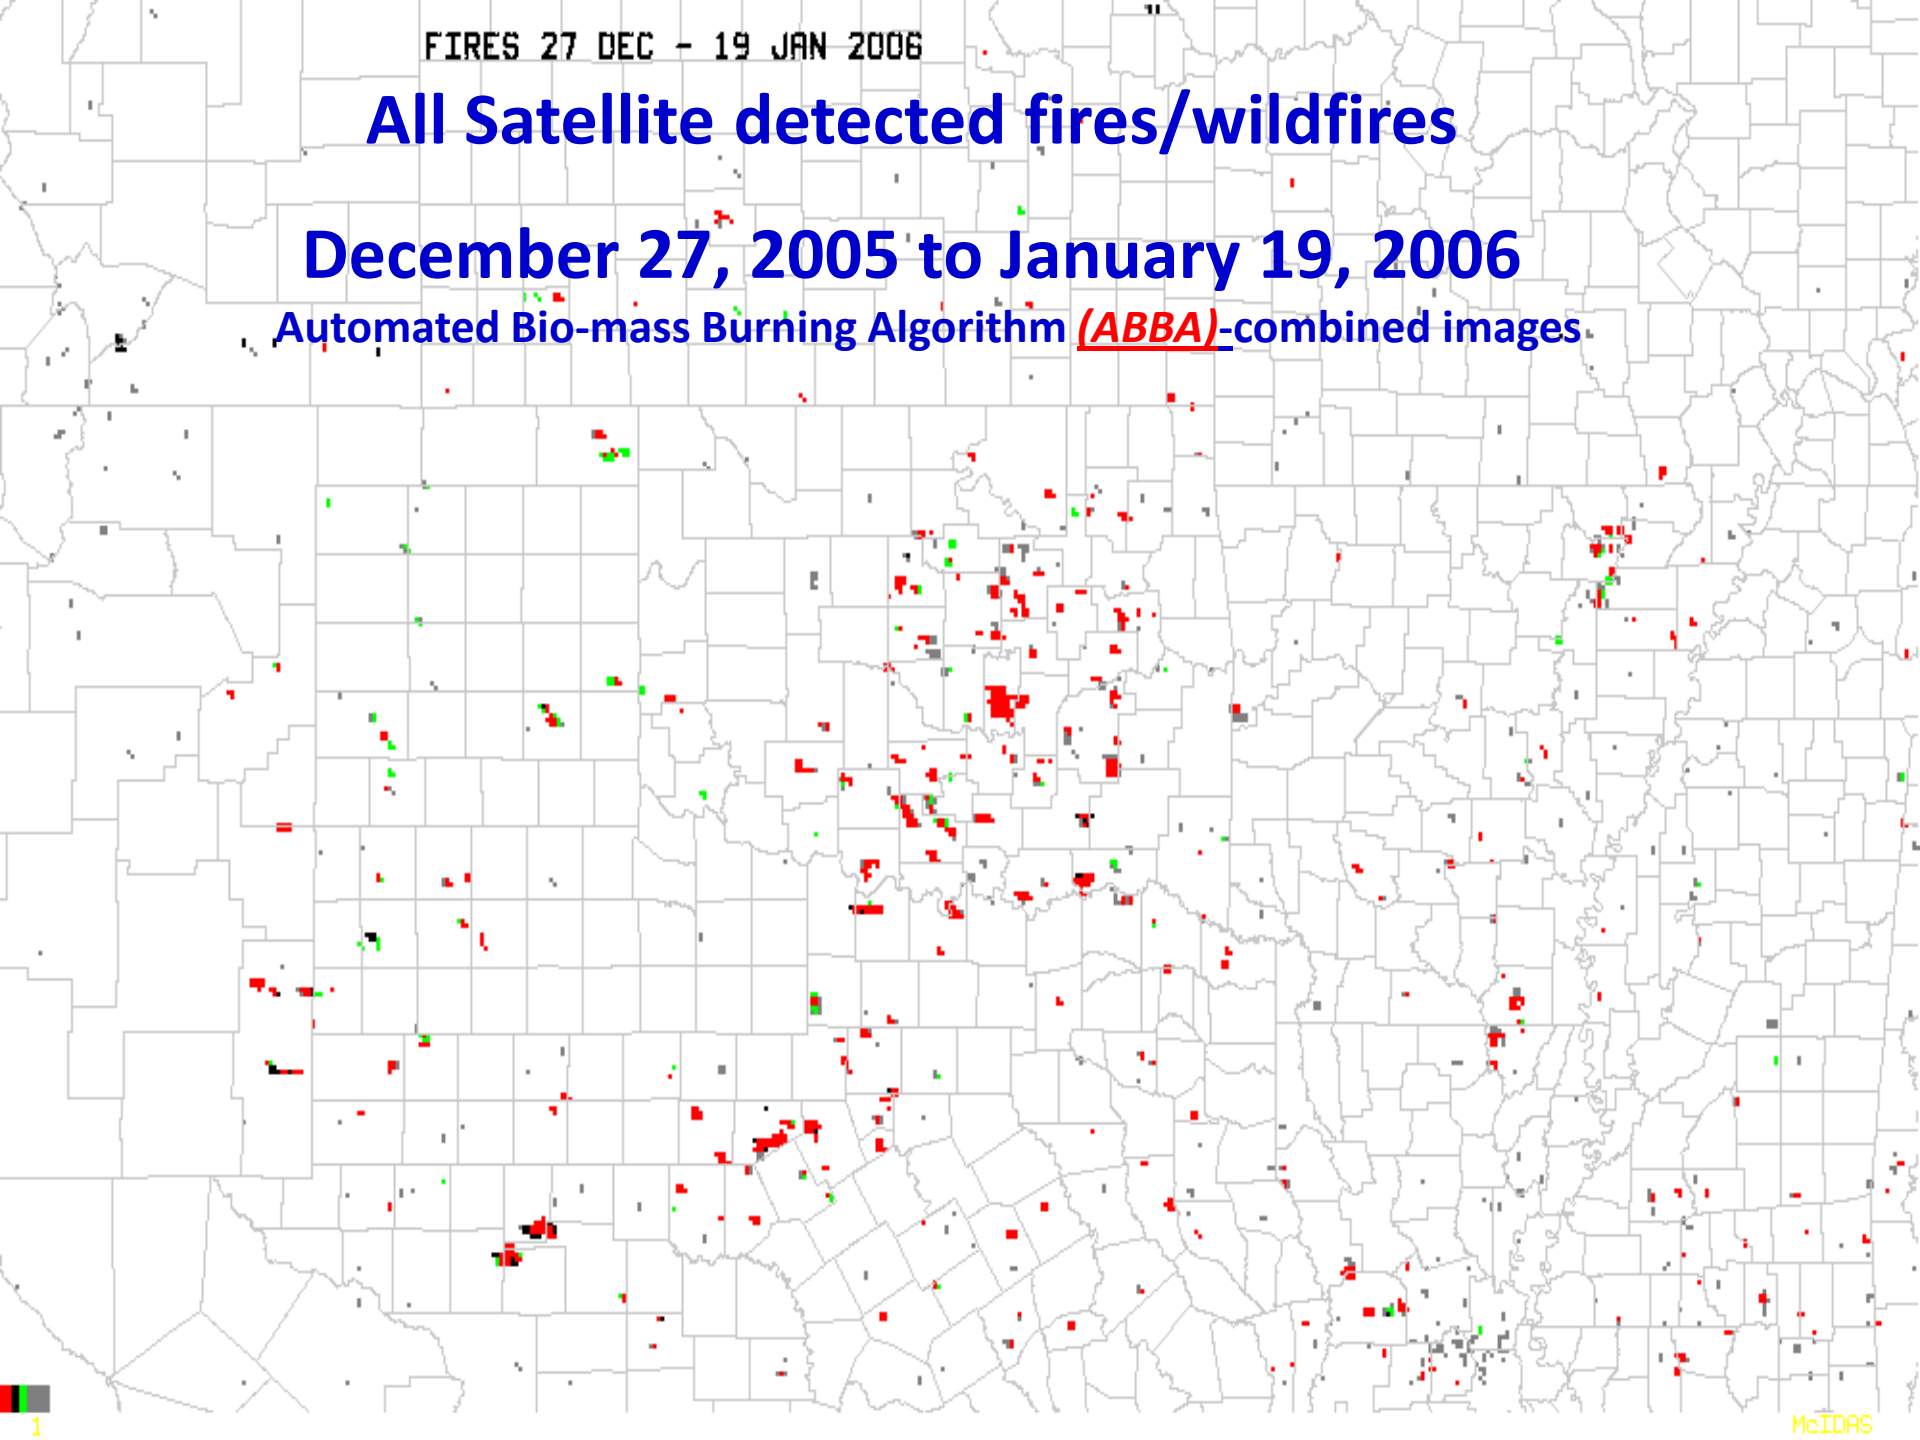 FIRES 27 DEC - 19 JAN 2006
All Satellite detected fires/wildfires
December 27, 2005 to January 19, 2006
Automated Bio-mass Burning Algorithm (ABBA)-combined images
1
McIDAS